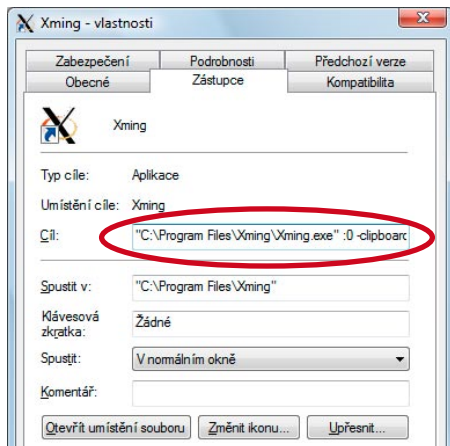 Xming - vlastnosti
Zabezpečení Podrobnosti Předchozí verze
Obecné Zástupce Kompatibilita
Xming
Typ cíle: Aplikace
Umístění cíle: Xming
Cíl: "C:\Program Files\Xming\Xming.exe" :0 -clipboard
Spustit v: "C:\Program Files\Xming"
Klávesová zkratka: Žádné
Spustit: V normálním okně
Komentář:
Otevřít umístění souboru Změnit ikonu... Upřesnit...